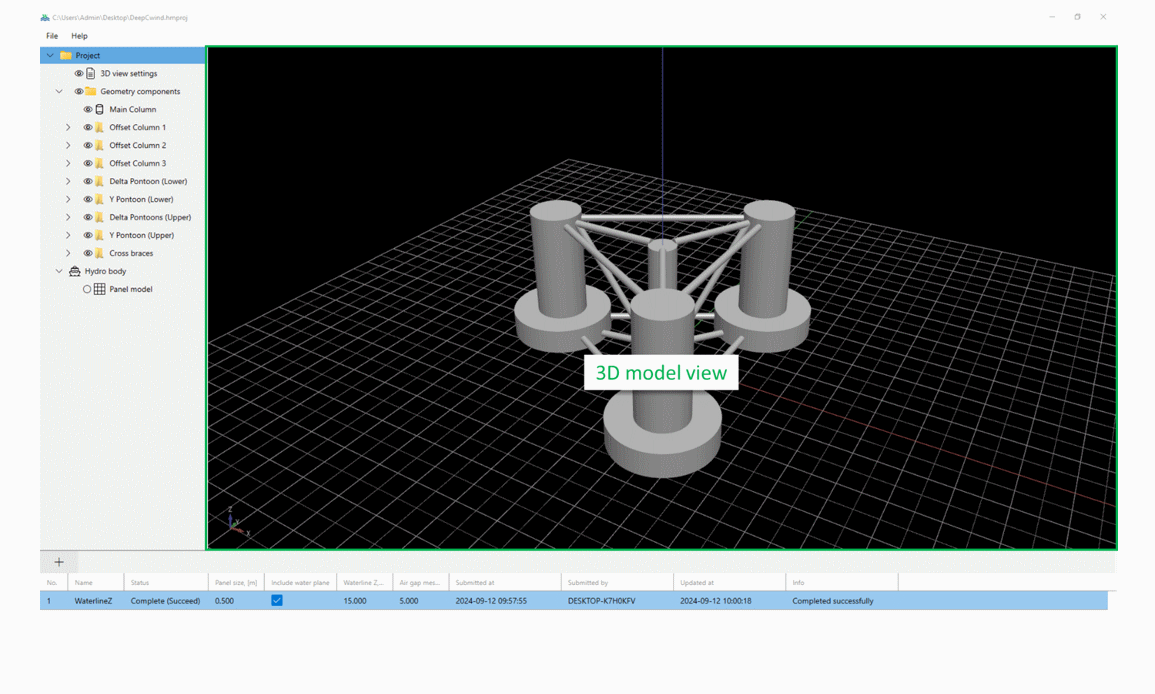 C:\Users\Admin\Desktop\DeepCwind.hmproj
File Help
Project
3D view settings
Geometry components
Main Column
Offset Column 1
Offset Column 2
Offset Column 3
Delta Pontoon (Lower)
Y Pontoon (Lower)
Delta Pontoons (Upper)
Y Pontoon (Upper)
Cross braces
Hydro body
Panel model
3D model view
Z
Y
X
+
No. Name Status Panel size, [m] Include water plane Waterline Z,... Air gap mes... Submitted at Submitted by Updated at Info
1 WaterlineZ Complete (Succeed) 0.500 15.000 5.000 2024-09-12 09:57:55 DESKTOP-K7H0KFV 2024-09-12 10:00:18 Completed successfully